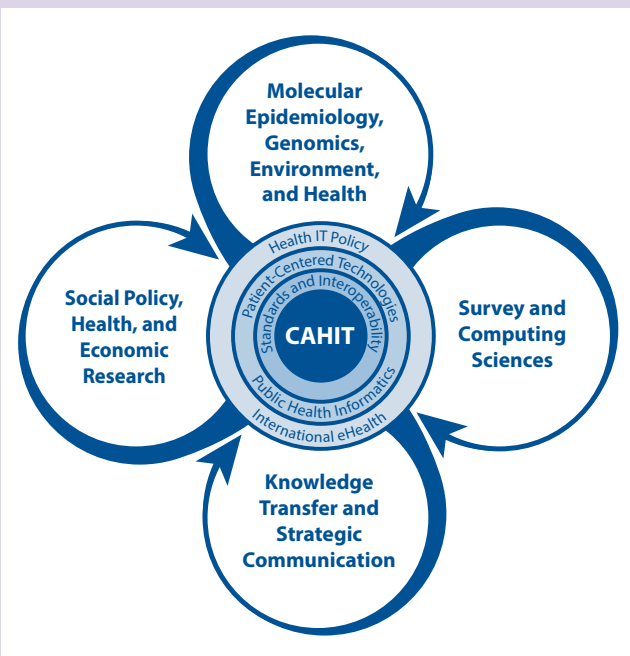 Molecular
Epidemiology,
Genomics,
Environment,
and Health
Social Policy,
Health, and
Economic
Research
Health IT Policy
Patient-Centered Technologies
Standards and Interoperability
CAHIT
Public Health Informatics
International eHealth
Survey and
Computing
Sciences
Knowledge
Transfer and
Strategic
Communication